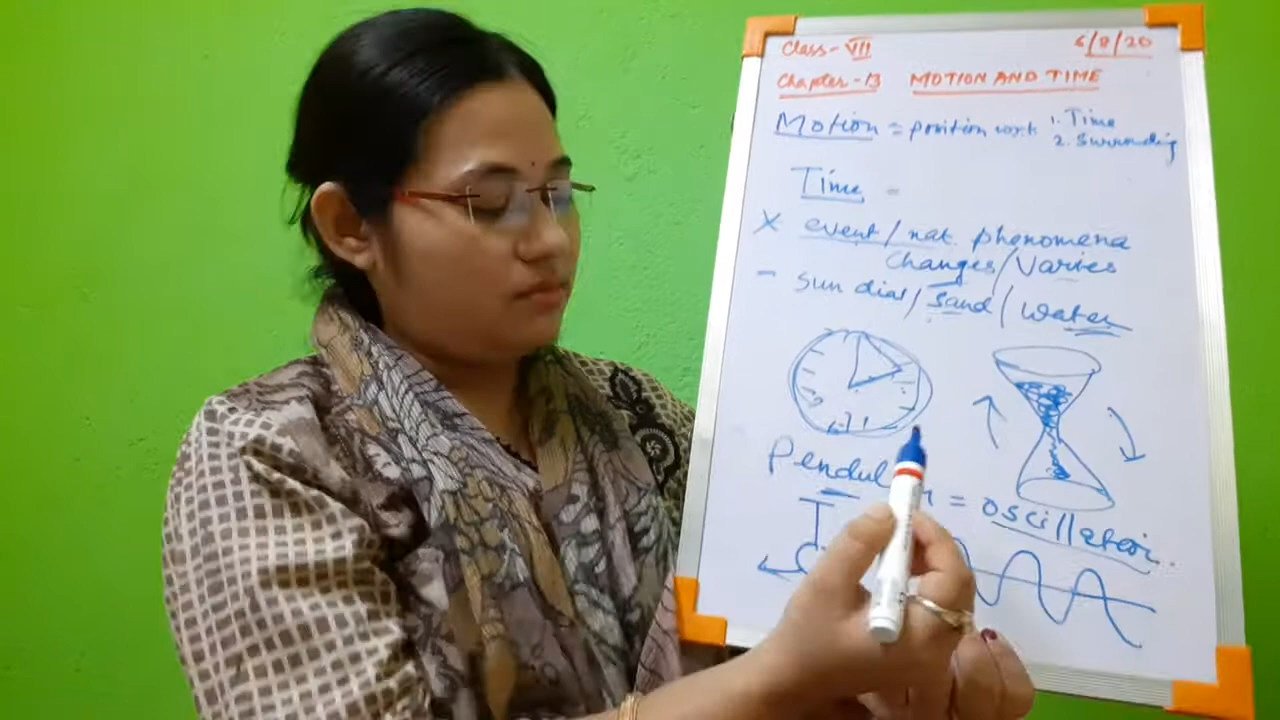 Class - VII 6/8/20
Chapter - 13 MOTION AND TIME
Motion = position w.r.t. 1. Time
2. Surrounding
Time =
X event / nat. phenomena
Changes / Varies
- Sun dial / Sand / Water
Pendul = oscillation.